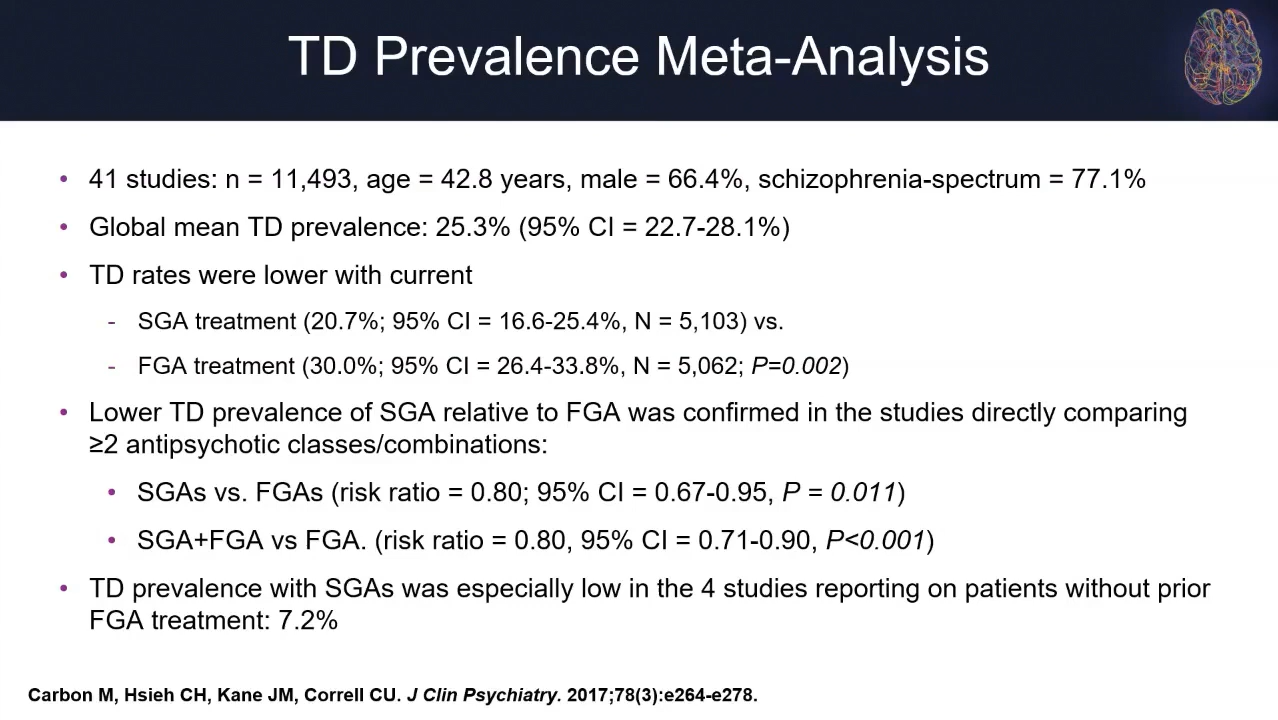 TD Prevalence Meta-Analysis
• 41 studies: n = 11,493, age = 42.8 years, male = 66.4%, schizophrenia-spectrum = 77.1%
• Global mean TD prevalence: 25.3% (95% CI = 22.7-28.1%)
• TD rates were lower with current
- SGA treatment (20.7%; 95% CI = 16.6-25.4%, N = 5,103) vs.
- FGA treatment (30.0%; 95% CI = 26.4-33.8%, N = 5,062; P=0.002)
• Lower TD prevalence of SGA relative to FGA was confirmed in the studies directly comparing
≥2 antipsychotic classes/combinations:
• SGAs vs. FGAs (risk ratio = 0.80; 95% CI = 0.67-0.95, P = 0.011)
• SGA+FGA vs FGA. (risk ratio = 0.80, 95% CI = 0.71-0.90, P<0.001)
• TD prevalence with SGAs was especially low in the 4 studies reporting on patients without prior
FGA treatment: 7.2%
Carbon M, Hsieh CH, Kane JM, Correll CU. J Clin Psychiatry. 2017;78(3):e264-e278.